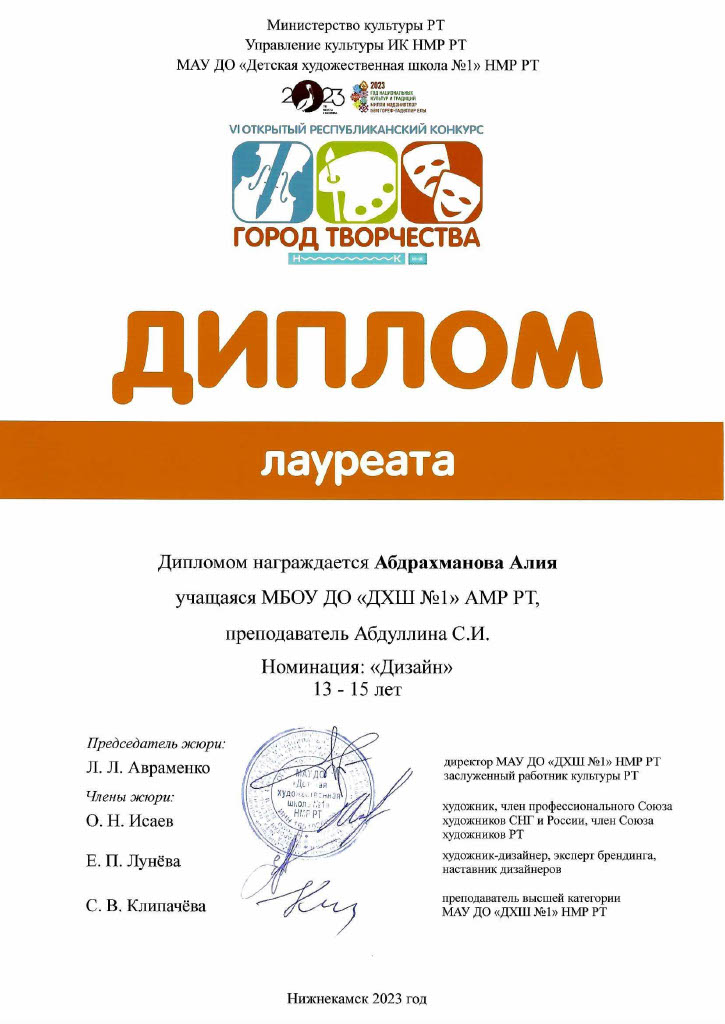 Министерство культуры РТ
Управление культуры ИК НМР РТ
МАУ ДО «Детская художественная школа №1» НМР РТ
2023
2023
ГОД НАЦИОНАЛЬНЫХ
КУЛЬТУР И ТРАДИЦИЙ
VI ОТКРЫТЫЙ РЕСПУБЛИКАНСКИЙ КОНКУРС
ГОРОД ТВОРЧЕСТВА
Н К
ДИПЛОМ
лауреата
Дипломом награждается Абдрахманова Алия
учащаяся МБОУ ДО «ДХШ №1» АМР РТ,
преподаватель Абдуллина С.И.
Номинация: «Дизайн»
13 - 15 лет
Председатель жюри:
Л. Л. Авраменко
директор МАУ ДО «ДХШ №1» НМР РТ
заслуженный работник культуры РТ
Члены жюри:
О. Н. Исаев
художник, член профессионального Союза
художников СНГ и России, член Союза
художников РТ
Е. П. Лунёва
художник-дизайнер, эксперт брендинга,
наставник дизайнеров
С. В. Клипачёва
преподаватель высшей категории
МАУ ДО «ДХШ №1» НМР РТ
МАУ ДО
«Детская
художественная
школа №1»
НМР РТ
Нижнекамск 2023 год